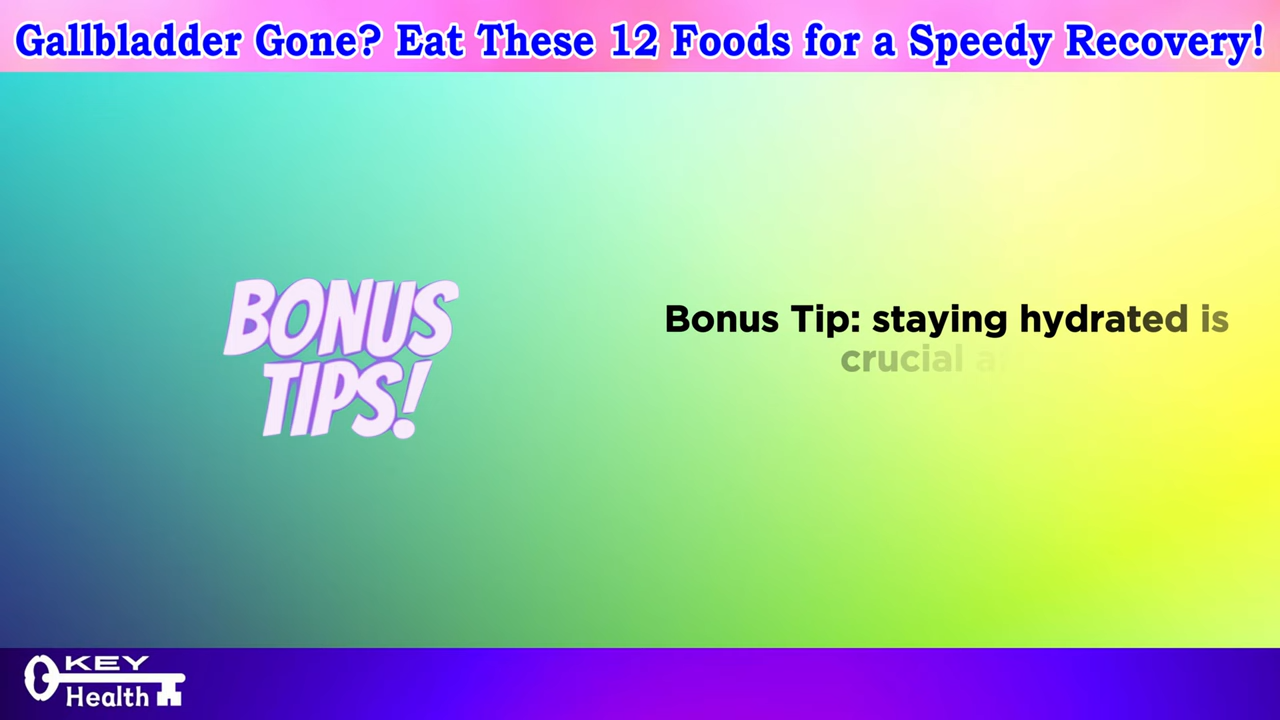 Gallbladder Gone? Eat These 12 Foods for a Speedy Recovery!
BONUS
TIPS!
Bonus Tip: staying hydrated is
crucial
KEY
Health